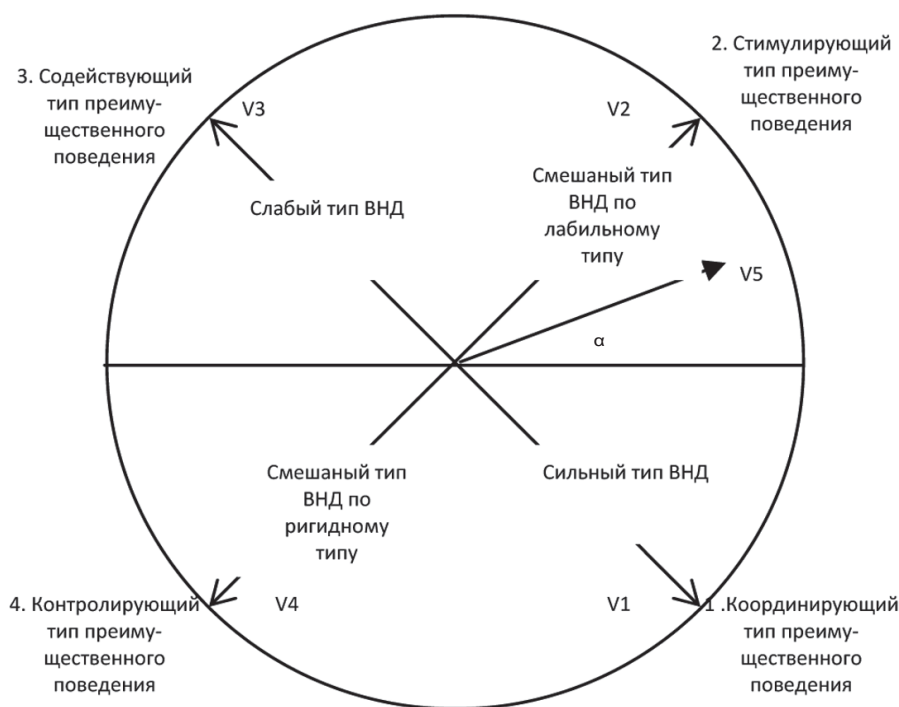 2. Стимулирующий
тип преиму-
щественного
поведения
3. Содействующий
тип преиму-
щественного
поведения
V3
V2
Смешаный тип
ВНД по
лабильному
типу
Слабый тип ВНД
V5
α
Смешаный тип
ВНД по
ригидному
типу
Сильный тип ВНД
4. Контролирующий
тип преиму-
щественного
поведения
V4
V1
1 .Координирующий
тип преиму-
щественного
поведения